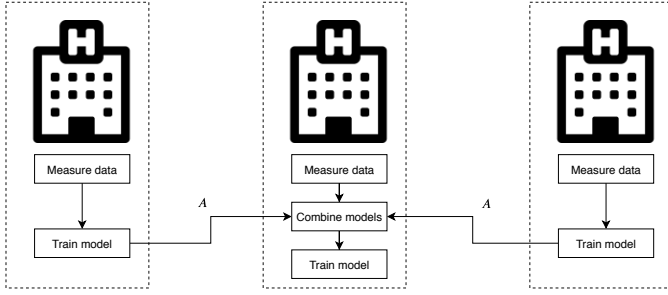 H
H
H
Measure data
Measure data
Measure data
A
A
Combine models
Train model
Train model
Train model